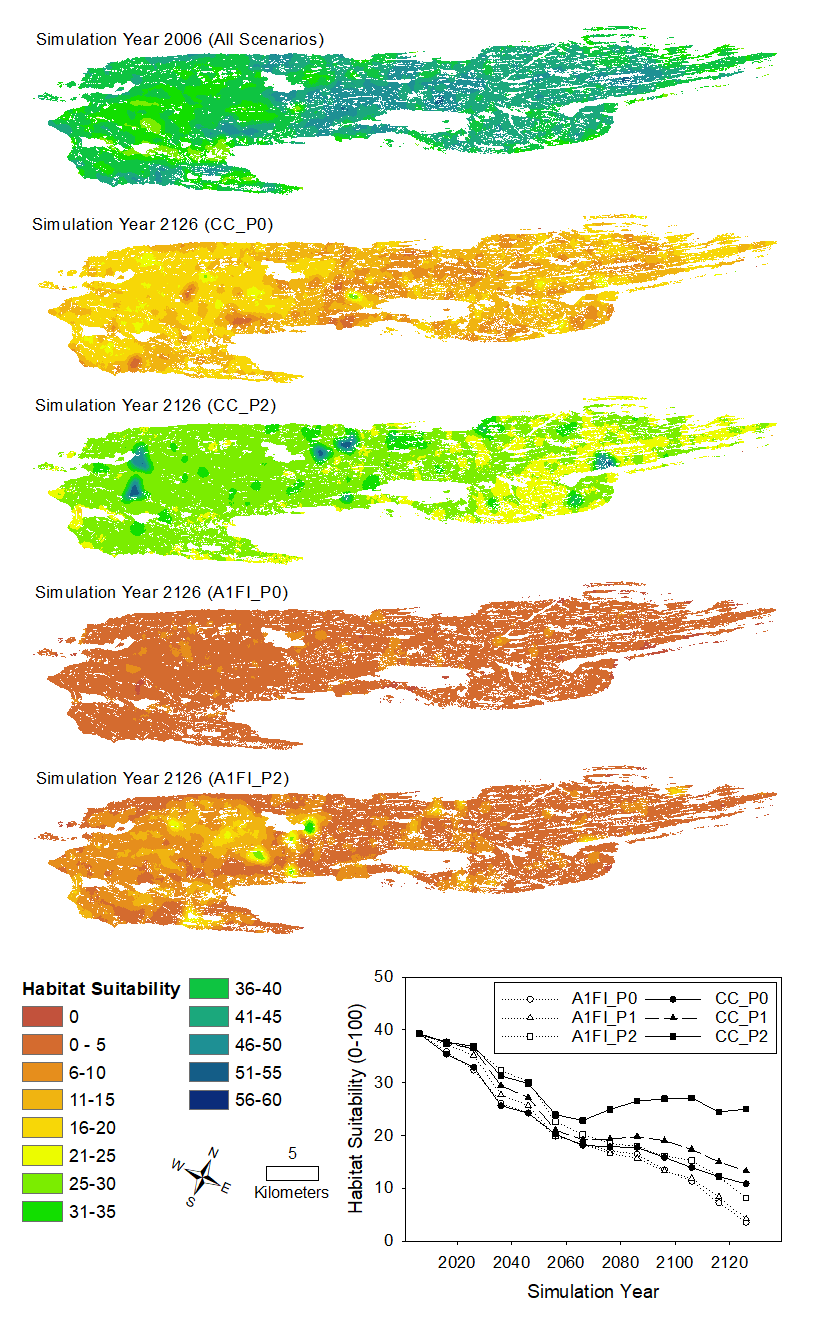 Simulation Year 2006 (All Scenarios)
Simulation Year 2126 (CC_P0)
Simulation Year 2126 (CC_P2)
Simulation Year 2126 (A1FI_P0)
Simulation Year 2126 (A1FI_P2)
Habitat Suitability
0
0 - 5
6-10
11-15
16-20
21-25
25-30
31-35
36-40
41-45
46-50
51-55
56-60
N
W
E
S
5
Kilometers
Habitat Suitability (0-100)
50
40
30
20
10
0
A1FI_P0 CC_P0
A1FI_P1 CC_P1
A1FI_P2 CC_P2
2020 2040 2060 2080 2100 2120
Simulation Year